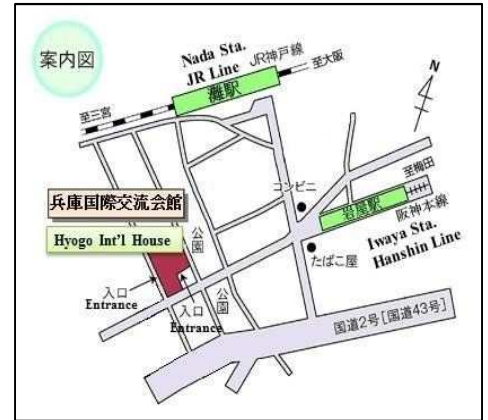 案内図
Nada Sta.
JR Line
JR神戸線
至大阪
灘駅
至三宮
N
コンビニ
至梅田
岩屋駅
阪神本線
Iwaya Sta.
Hanshin Line
たばこ屋
兵庫国際交流会館
Hyogo Int'l House
公園
入口
Entrance
入口
Entrance
公園
国道2号[国道43号]